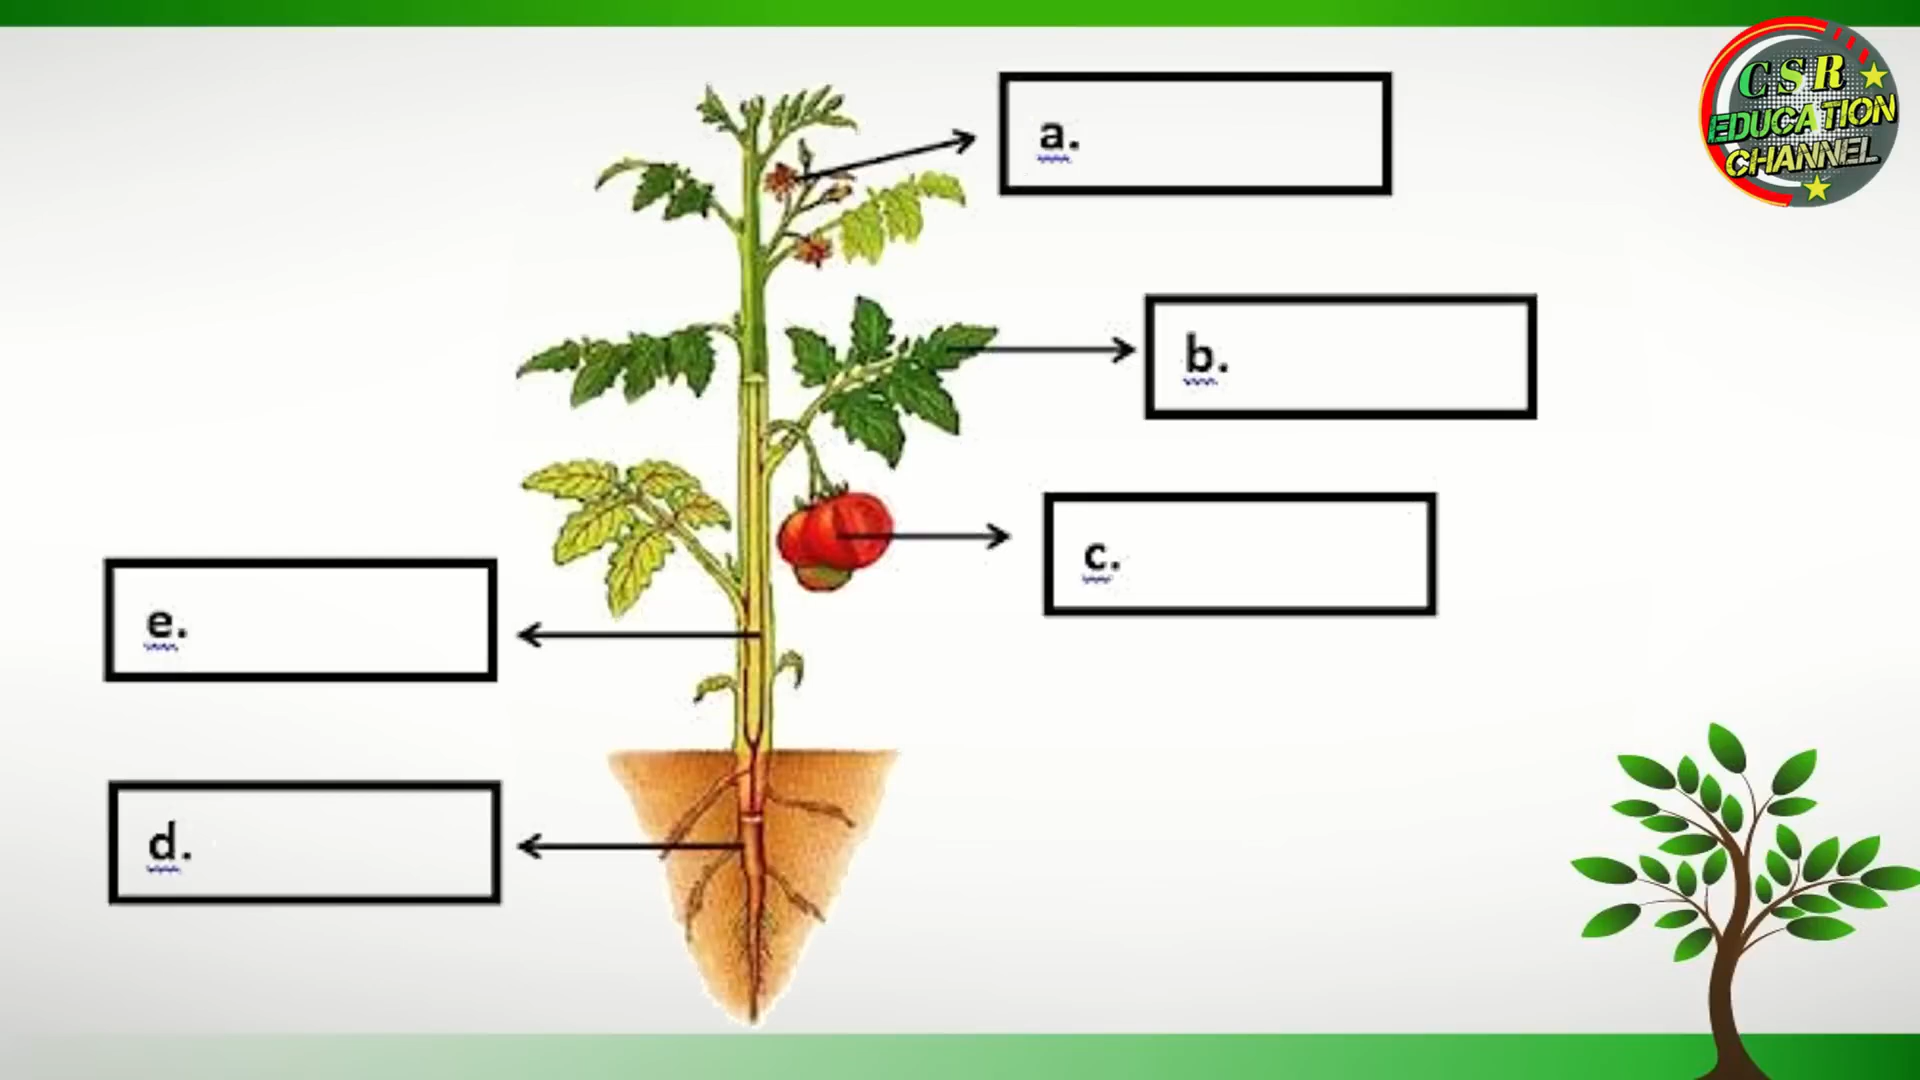 a.
b.
c.
e.
d.
CSR
EDUCATION
CHANNEL